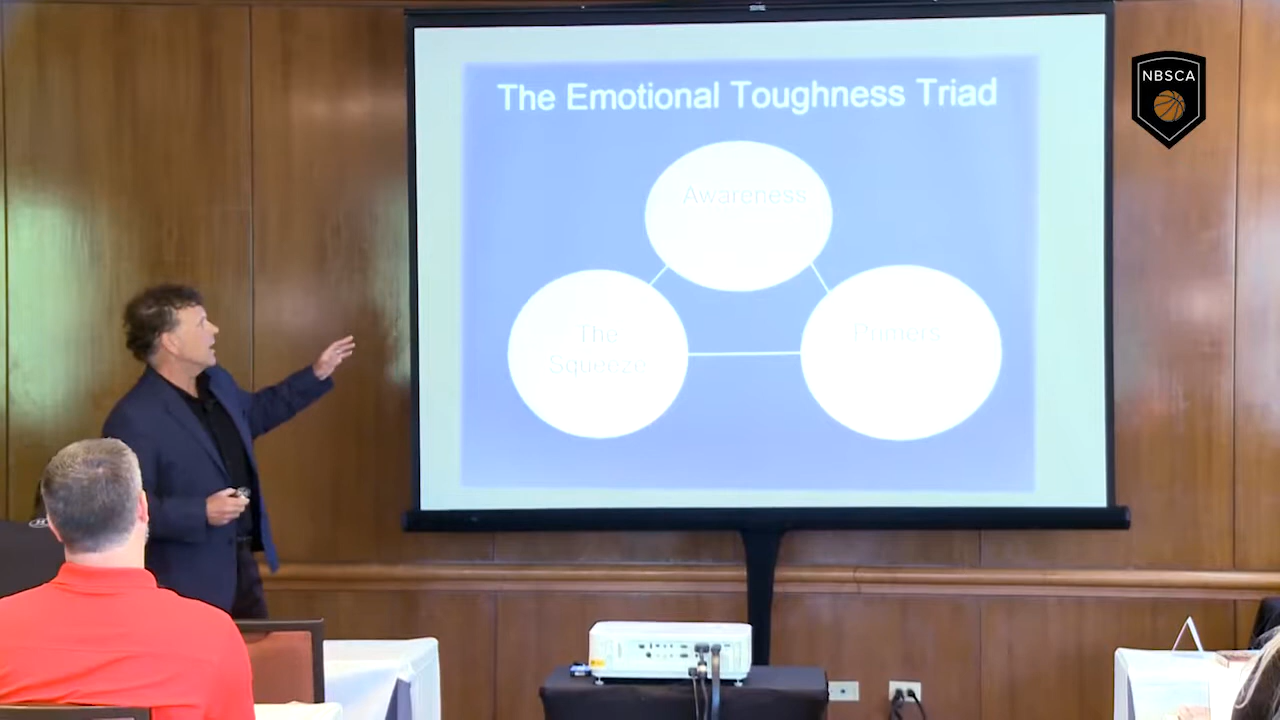 The Emotional Toughness Triad
NBSCA
Awareness
The
Squeeze
Primers